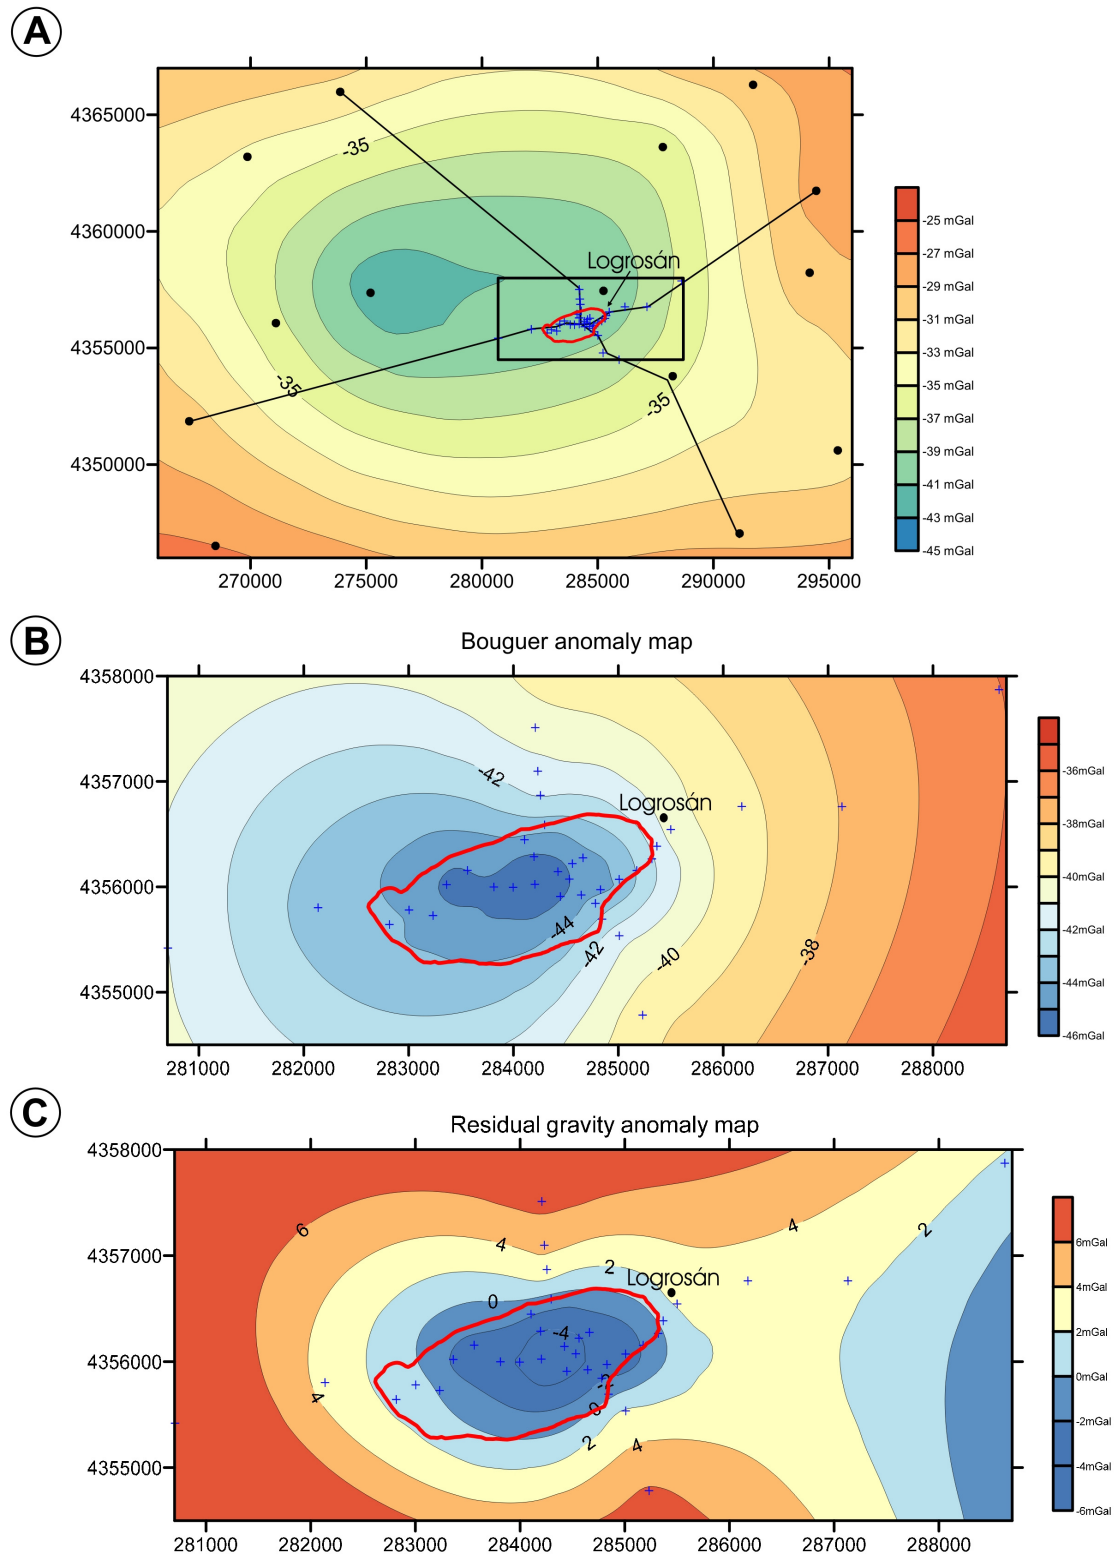 A
4365000
-35
4360000
Logrosán
4355000
-35
-35
4350000
270000 275000 280000 285000 290000 295000
-25 mGal
-27 mGal
-29 mGal
-31 mGal
-33 mGal
-35 mGal
-37 mGal
-39 mGal
-41 mGal
-43 mGal
-45 mGal
B
Bouguer anomaly map
4358000
4357000
-42
Logrosán
4356000
-44
-42
-40
-38
4355000
281000 282000 283000 284000 285000 286000 287000 288000
-36mGal
-38mGal
-40mGal
-42mGal
-44mGal
-46mGal
C
Residual gravity anomaly map
4358000
6
4
4
2
4357000
2
Logrosán
0
-4
4356000
4
-2
0
2
4
4355000
281000 282000 283000 284000 285000 286000 287000 288000
6mGal
4mGal
2mGal
0mGal
-2mGal
-4mGal
-6mGal